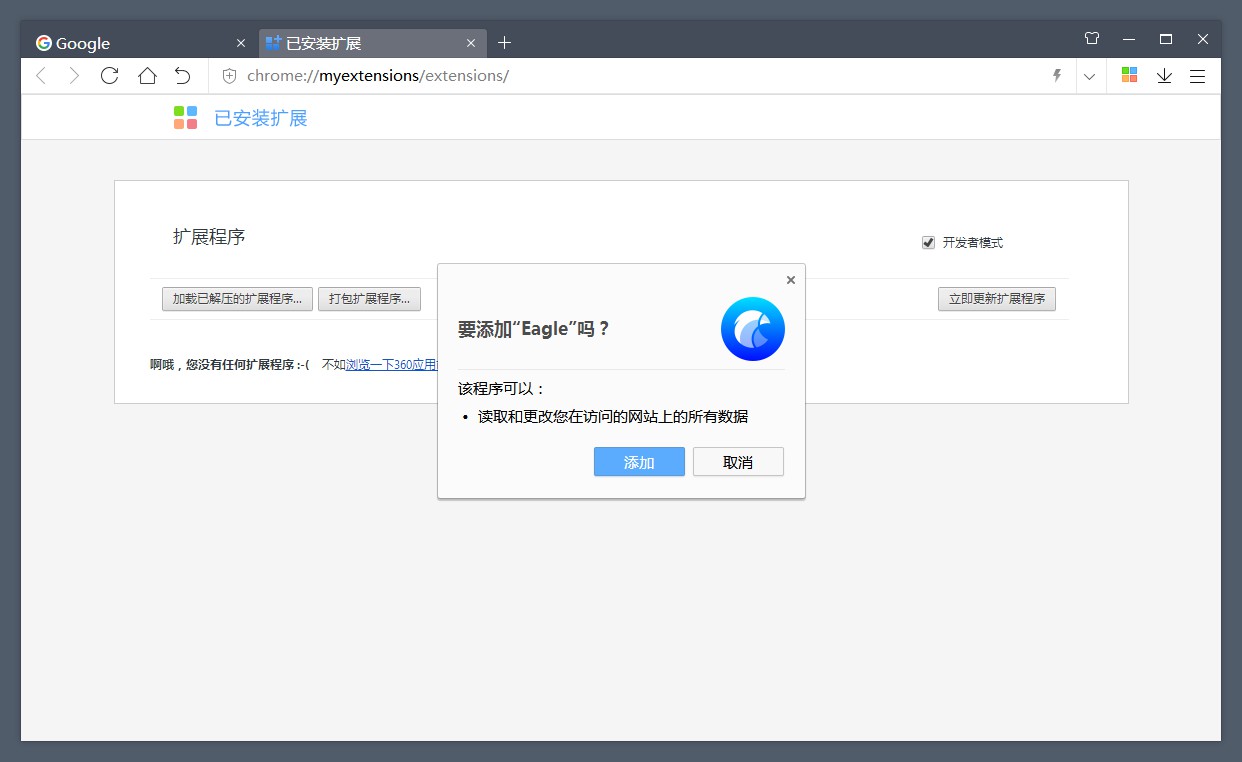 Google
已安装扩展
chrome://myextensions/extensions/
已安装扩展
扩展程序
开发者模式
加载已解压的扩展程序... 打包扩展程序... 立即更新扩展程序
啊哦，您没有任何扩展程序 :-( 不如浏览一下360应用
要添加“Eagle”吗？
该程序可以：
• 读取和更改您在访问的网站上的所有数据
添加 取消